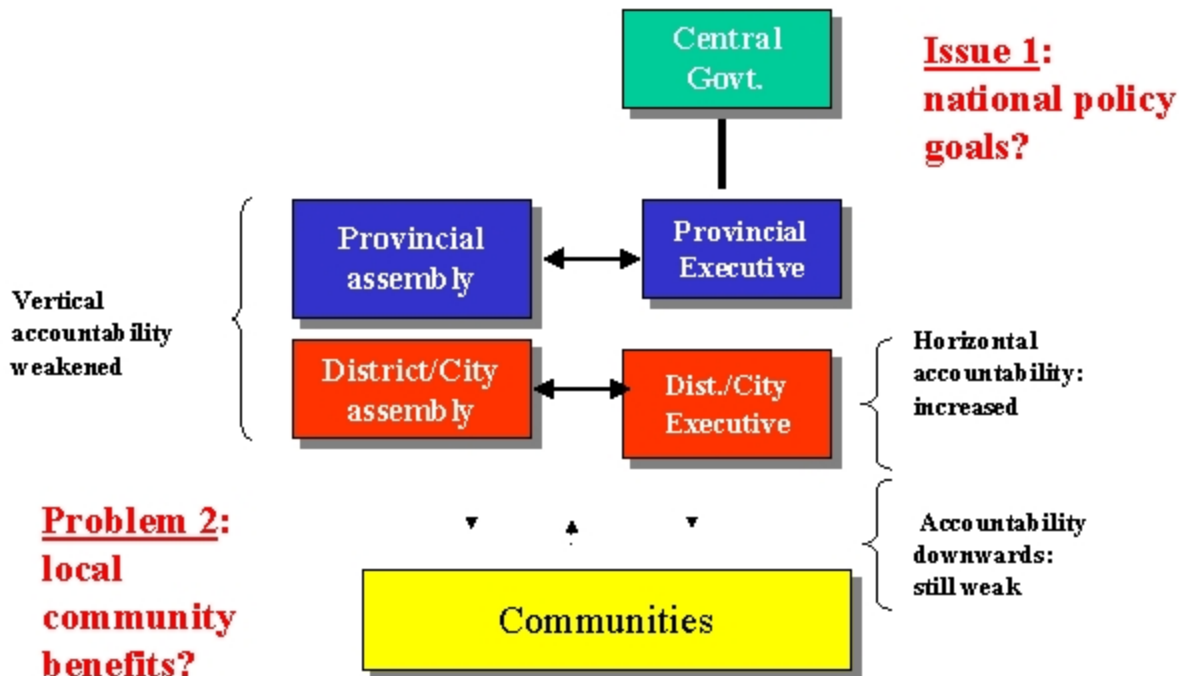 Central
Govt.
Issue 1:
national policy
goals?
Provincial
assembly
Provincial
Executive
Vertical
accountability
weakened
District/City
assembly
Dist./City
Executive
Horizontal
accountability:
increased
Problem 2:
local
community
benefits?
Accountability
downwards:
still weak
Communities